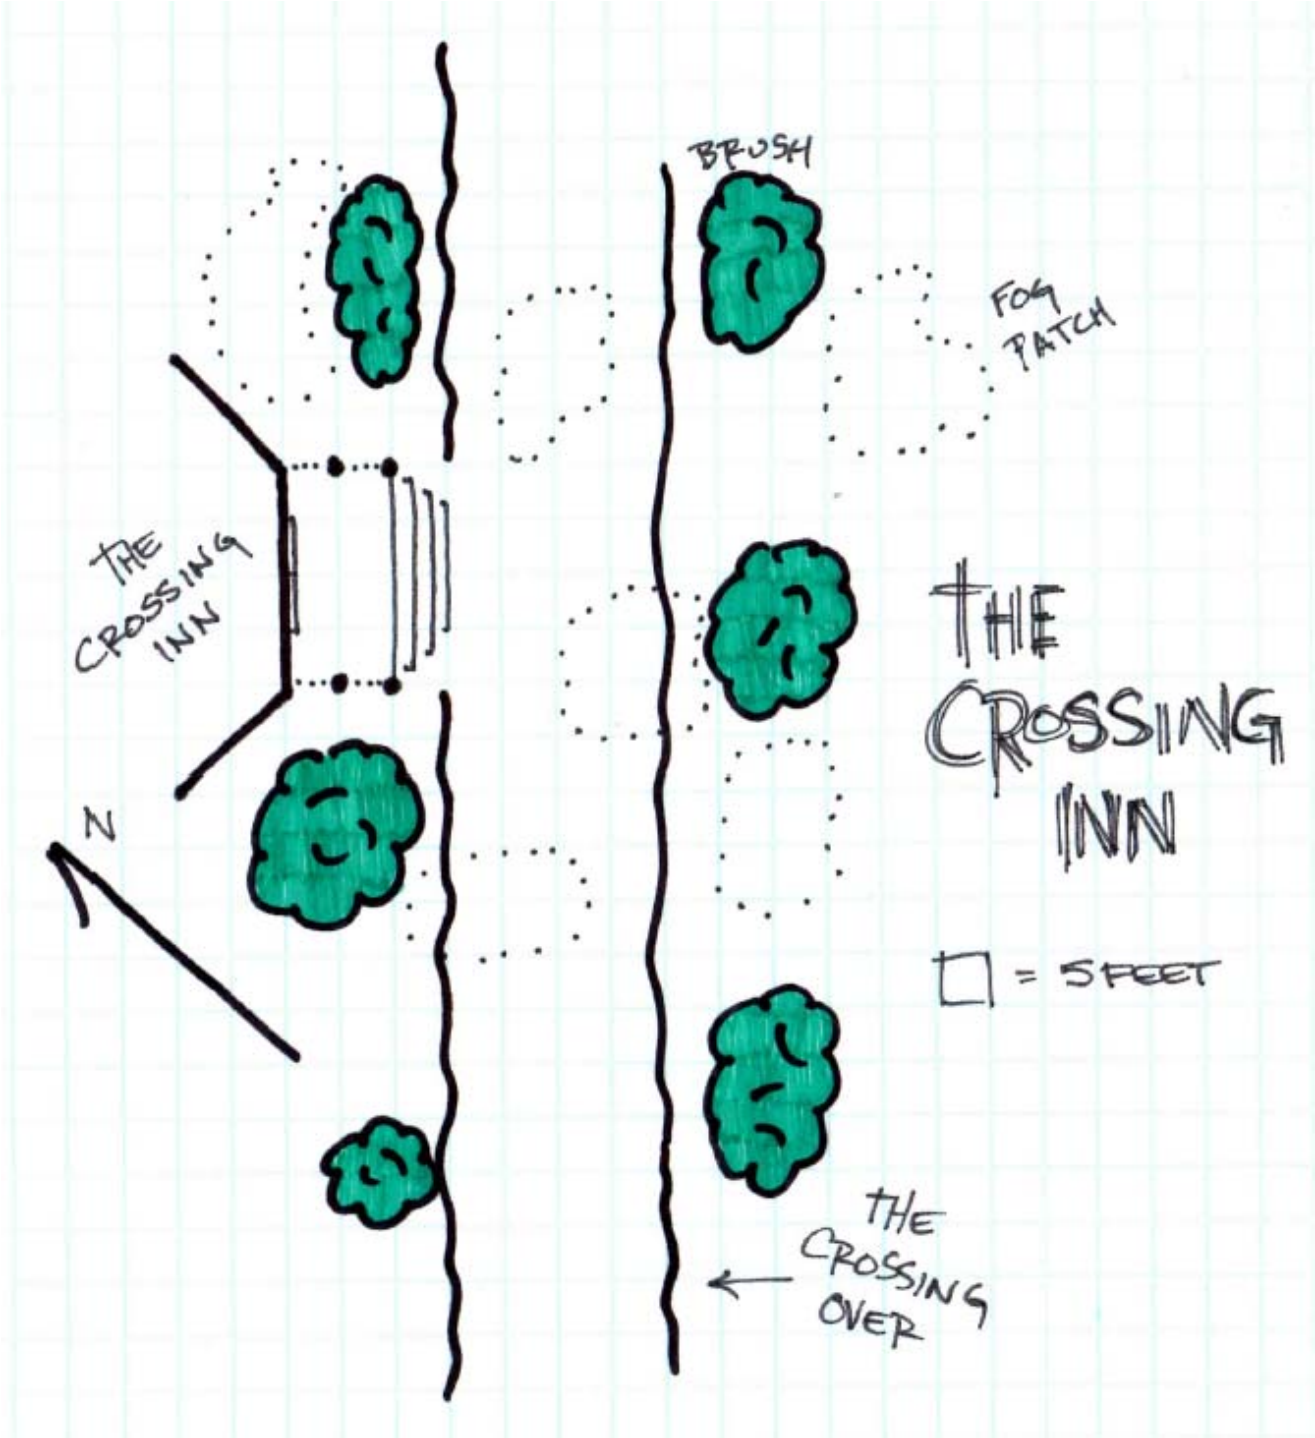 BRUSH
FOG
PATCH
THE
CROSSING
INN
THE
CROSSING
INN
N
= 5 FEET
THE
CROSSING
OVER